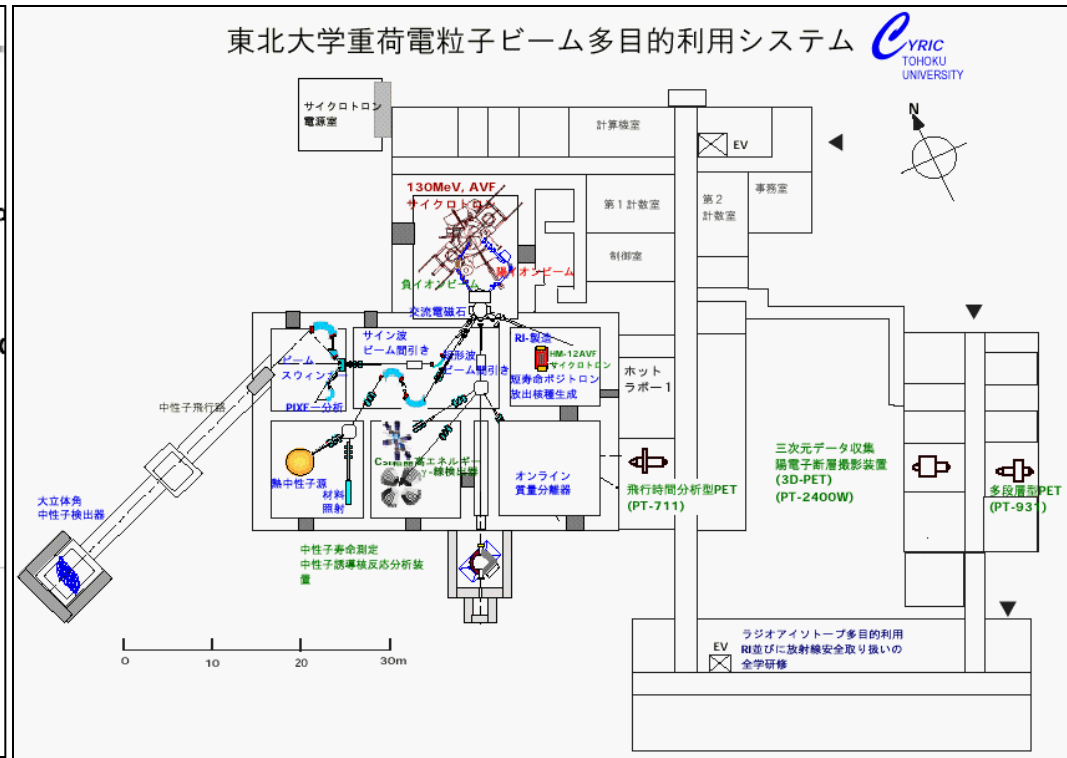 東北大学重荷電粒子ビーム多目的利用システム
CYRIC
TOHOKU
UNIVERSITY
サイクロトロン
電源室
計算機室
EV
N
130MeV, AVF
サイクロトロン
第1計数室
第2
計数室
事務室
制御室
陽イオンビーム
負イオンビーム
交流電磁石
サイン波
ビーム間引き
矩形波
ビーム間引き
RI-製造
HM-12AVF
サイクロトロン
短寿命ポジトロン
放出核種生成
ビーム
スウィンガー
PIXE一分析
ホット
ラボー1
中性子飛行路
熱中性子源
材料
照射
高エネルギー
γ-線検出器
オンライン
質量分離器
飛行時間分析型PET
(PT-711)
三次元データ収集
陽電子断層撮影装置
(3D-PET)
(PT-2400W)
多段層型PET
(PT-931)
大立体角
中性子検出器
中性子寿命測定
中性子誘導核反応分析装
置
0 10 20 30m
EV
ラジオアイソトープ多目的利用
RI並びに放射線安全取り扱いの
全学研修